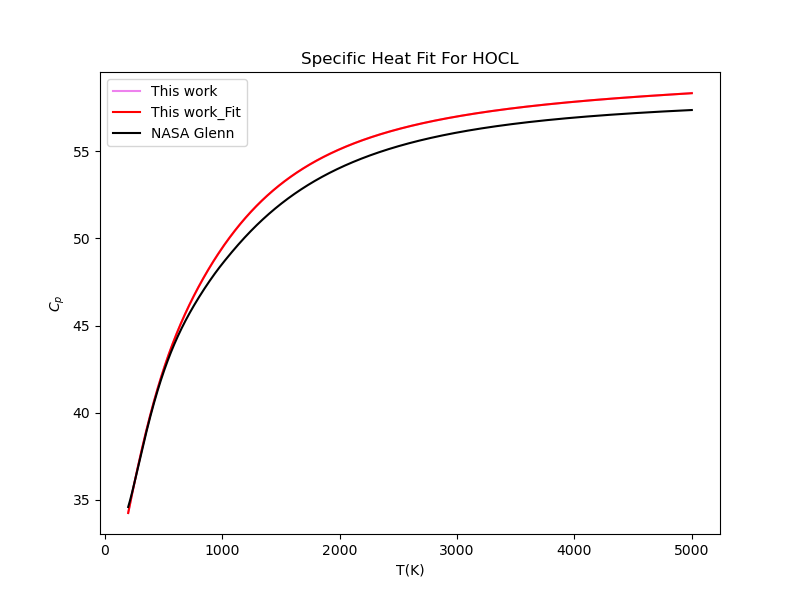 Specific Heat Fit For HOCL
This work
This work_Fit
NASA Glenn
55
50
45
40
35
C_p
0 1000 2000 3000 4000 5000
T(K)